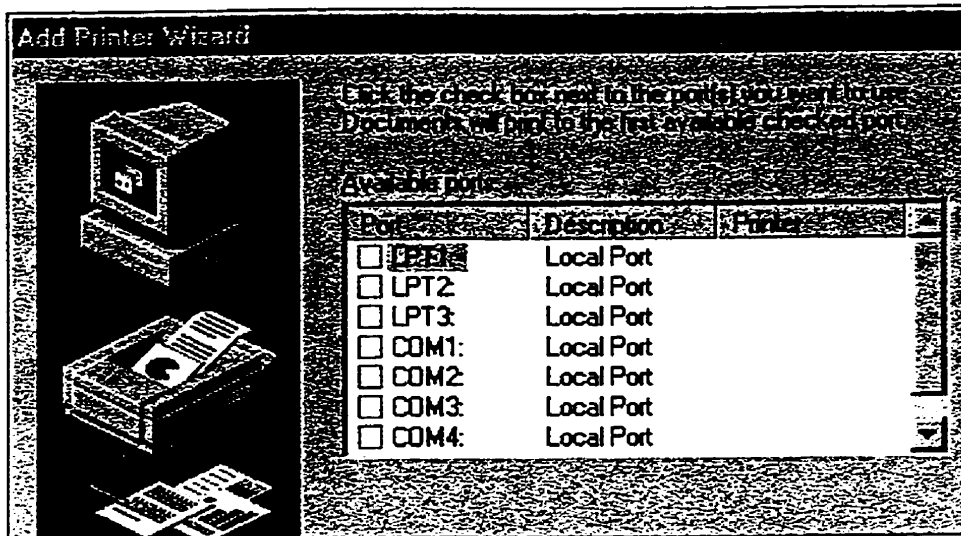 Add Printer Wizard
Click the check box next to the port(s) you want to use.
Documents will print to the first available checked port.
Available ports:
Port Description Printer
LPT1: Local Port
LPT2: Local Port
LPT3: Local Port
COM1: Local Port
COM2: Local Port
COM3: Local Port
COM4: Local Port